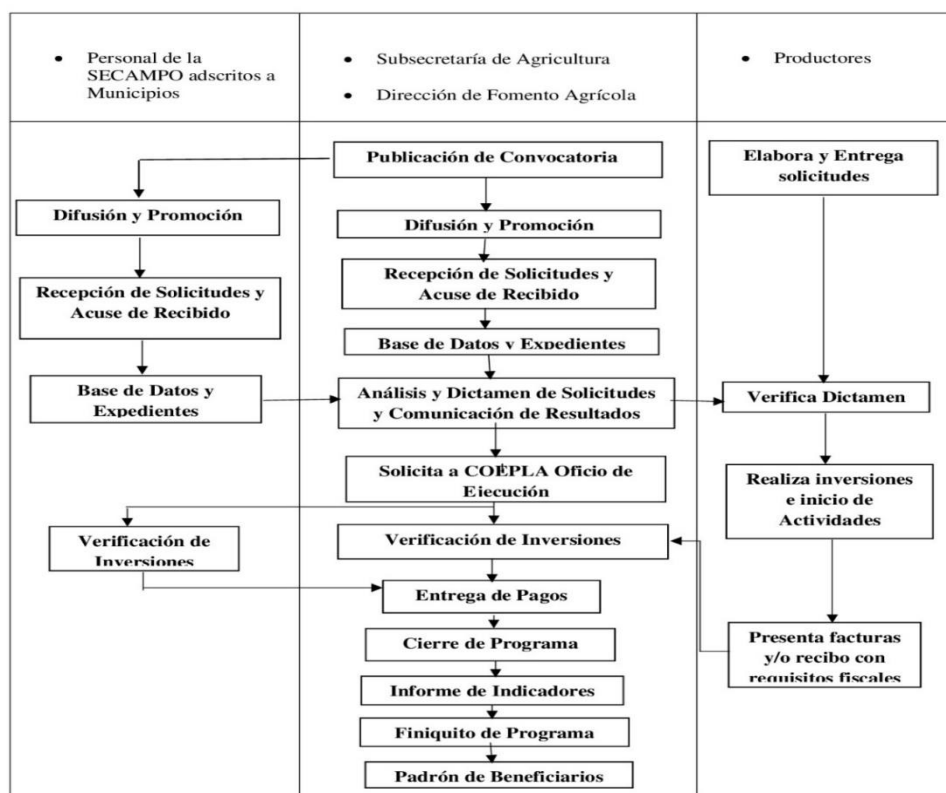 • Personal de la
SECAMPO adscritos a
Municipios
• Subsecretaría de Agricultura
• Dirección de Fomento Agrícola
• Productores
Publicación de Convocatoria
Elabora y Entrega
solicitudes
Difusión y Promoción
Difusión y Promoción
Recepción de Solicitudes y
Acuse de Recibido
Recepción de Solicitudes y
Acuse de Recibido
Base de Datos y Expedientes
Base de Datos y
Expedientes
Análisis y Dictamen de Solicitudes
y Comunicación de Resultados
Verifica Dictamen
Solicita a COEPLA Oficio de
Ejecución
Realiza inversiones
e inicio de
Actividades
Verificación de
Inversiones
Verificación de Inversiones
Entrega de Pagos
Presenta facturas
y/o recibo con
requisitos fiscales
Cierre de Programa
Informe de Indicadores
Finiquito de Programa
Padrón de Beneficiarios